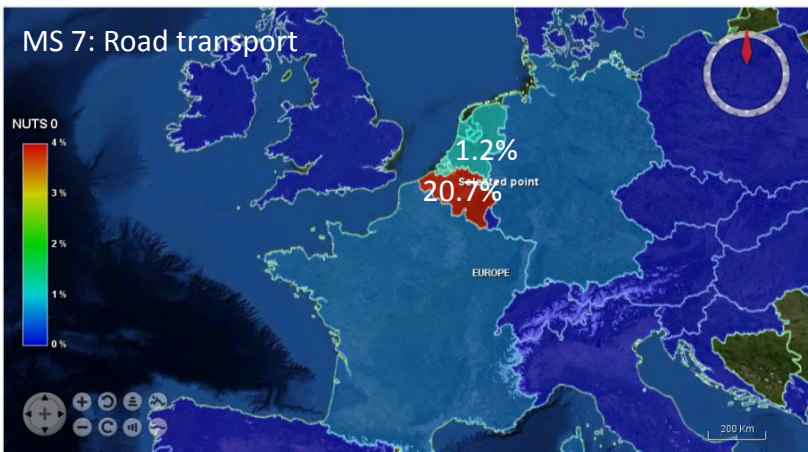 MS 7: Road transport
NUTS 0
4 %
3 %
2 %
1 %
0 %
1.2%
Selected point
20.7%
EUROPE
200 Km